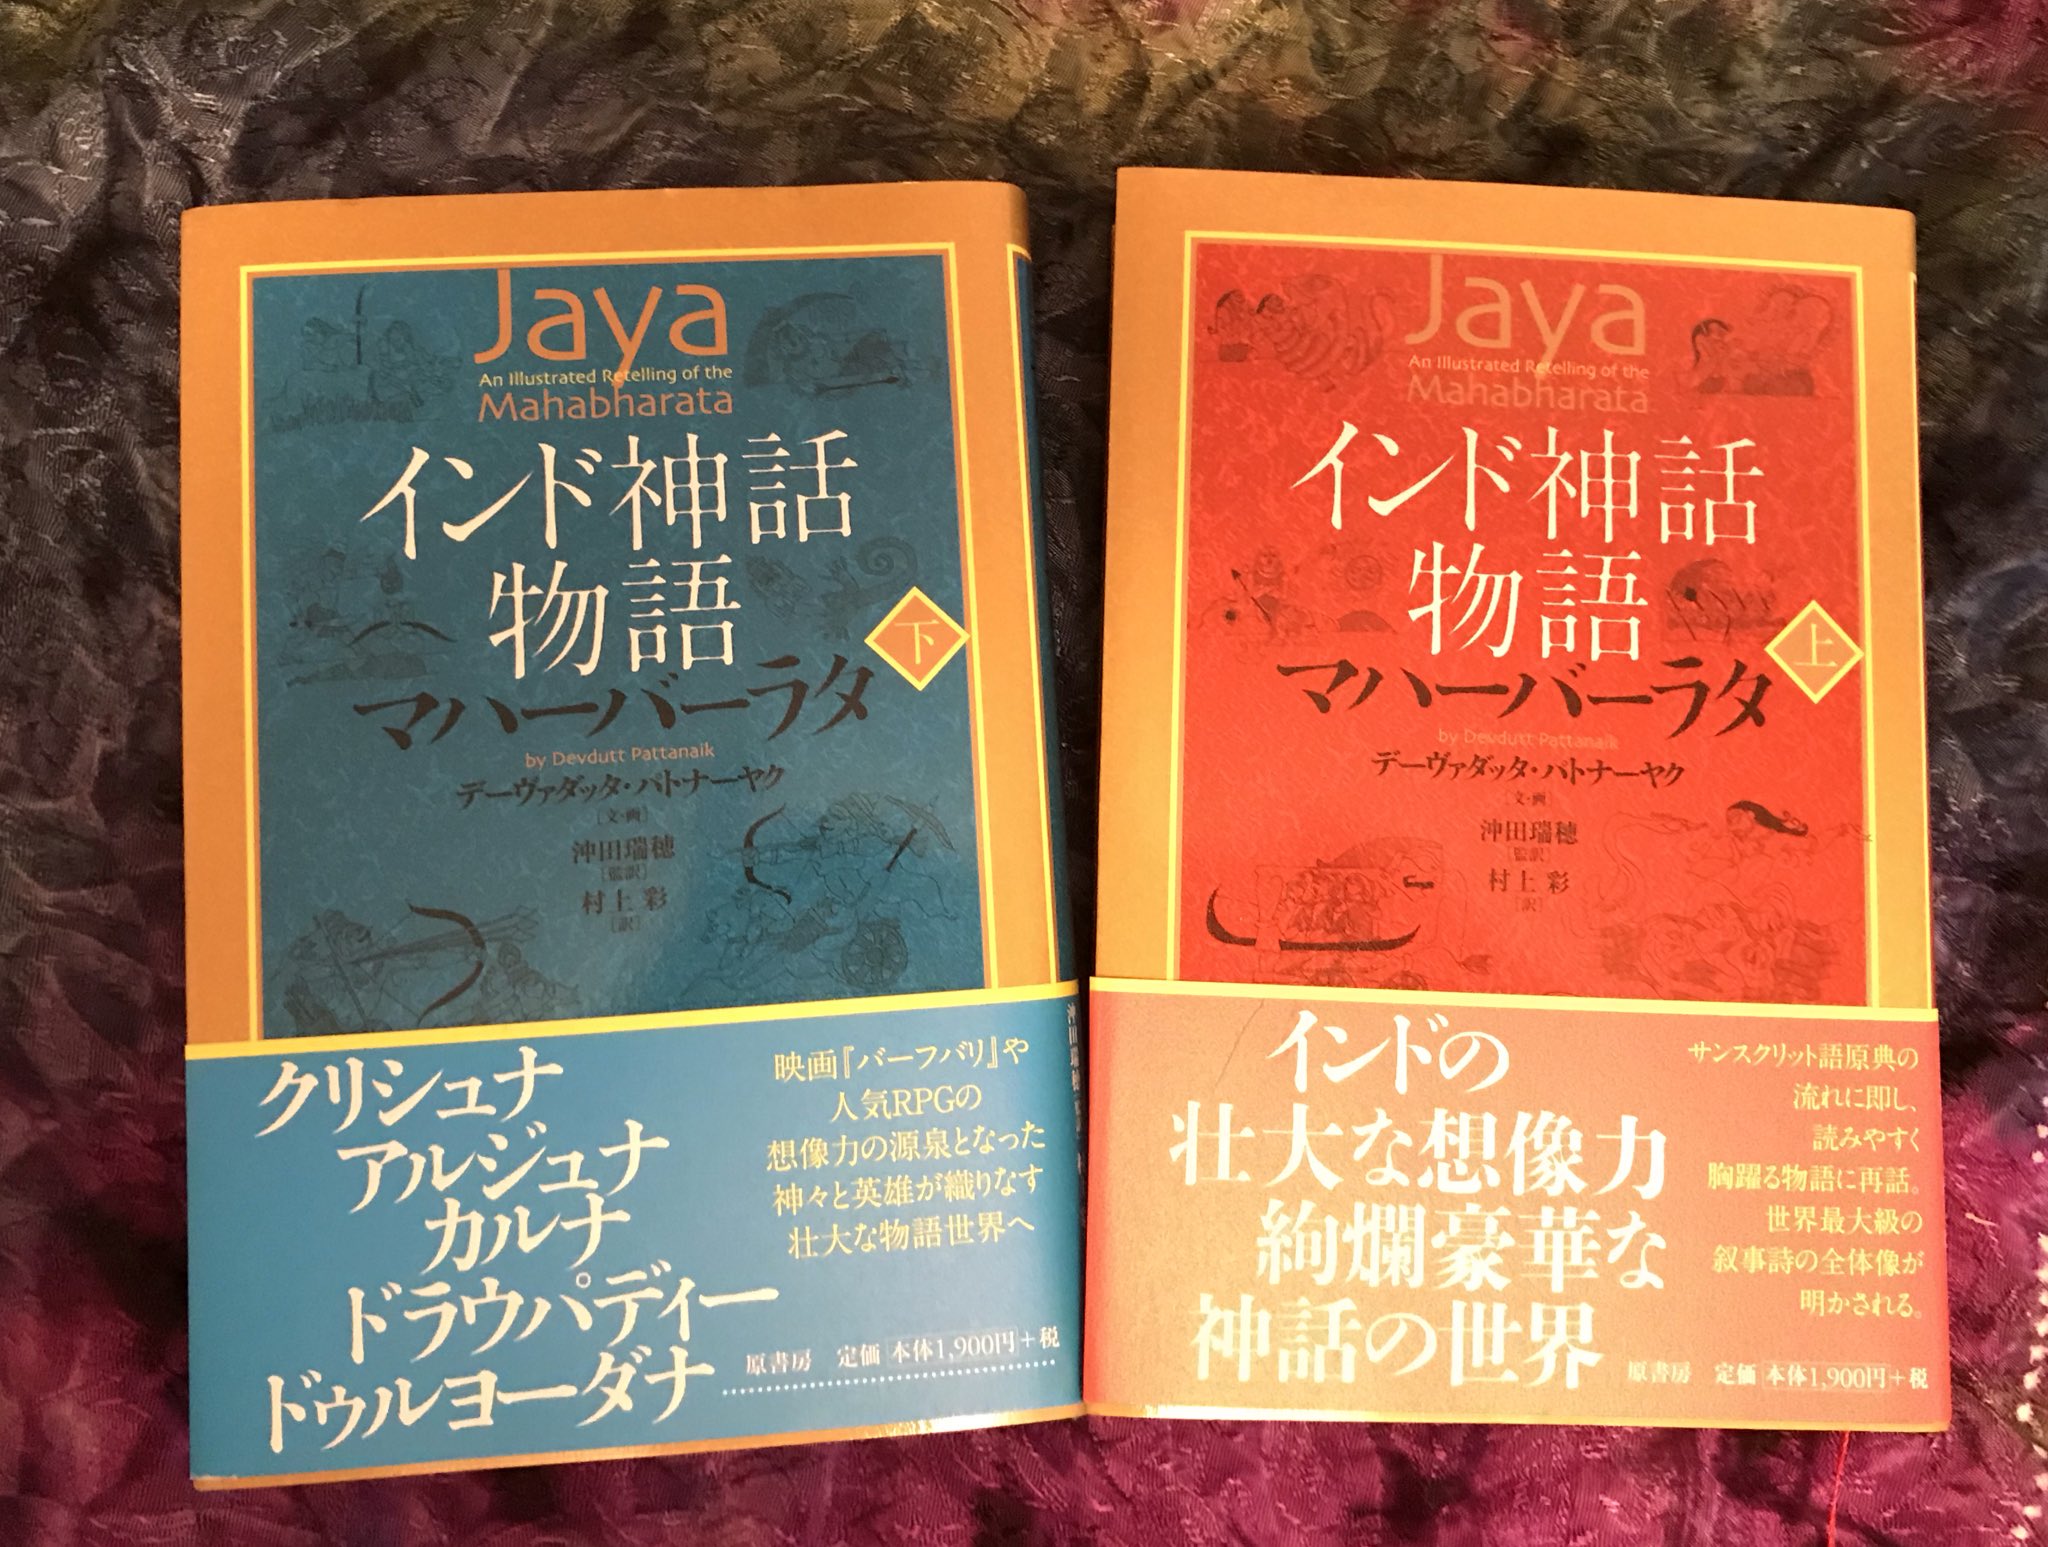 Jaya
An Illustrated Retelling of the
Mahabharata
インド神話
物語
下
マハーバーラタ
by Devdutt Pattanaik
デーヴァダッタ・パトナーヤク
[文・画]
沖田瑞穂
[監訳]
村上 彩
[訳]
クリシュナ
アルジュナ
カルナ
ドラウパディー
ドゥルヨーダナ
映画『バーフバリ』や
人気RPGの
想像力の源泉となった
神々と英雄が織りなす
壮大な物語世界へ
原書房 定価 本体1,900円+税
沖田瑞穂
Jaya
An Illustrated Retelling of the
Mahabharata
インド神話
物語
上
マハーバーラタ
by Devdutt Pattanaik
デーヴァダッタ・パトナーヤク
[文・画]
沖田瑞穂
[監訳]
村上 彩
[訳]
インドの
壮大な想像力
絢爛豪華な
神話の世界
サンスクリット語原典の
流れに即し、
読みやすく
胸躍る物語に再話。
世界最大級の
叙事詩の全体像が
明かされる。
原書房 定価 本体1,900円+税